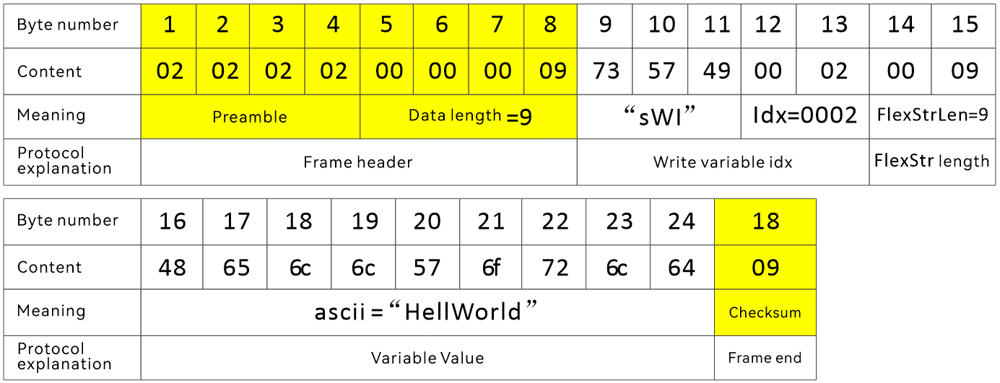 Byte number 1 2 3 4 5 6 7 8 9 10 11 12 13 14 15
Content 02 02 02 02 00 00 00 09 73 57 49 00 02 00 09
Meaning Preamble Data length =9 “sWI” Idx=0002 FlexStrLen=9
Protocol explanation Frame header Write variable idx FlexStr length
Byte number 16 17 18 19 20 21 22 23 24 18
Content 48 65 6c 6c 57 6f 72 6c 64 09
Meaning ascii = “HellWorld” Checksum
Protocol explanation Variable Value Frame end